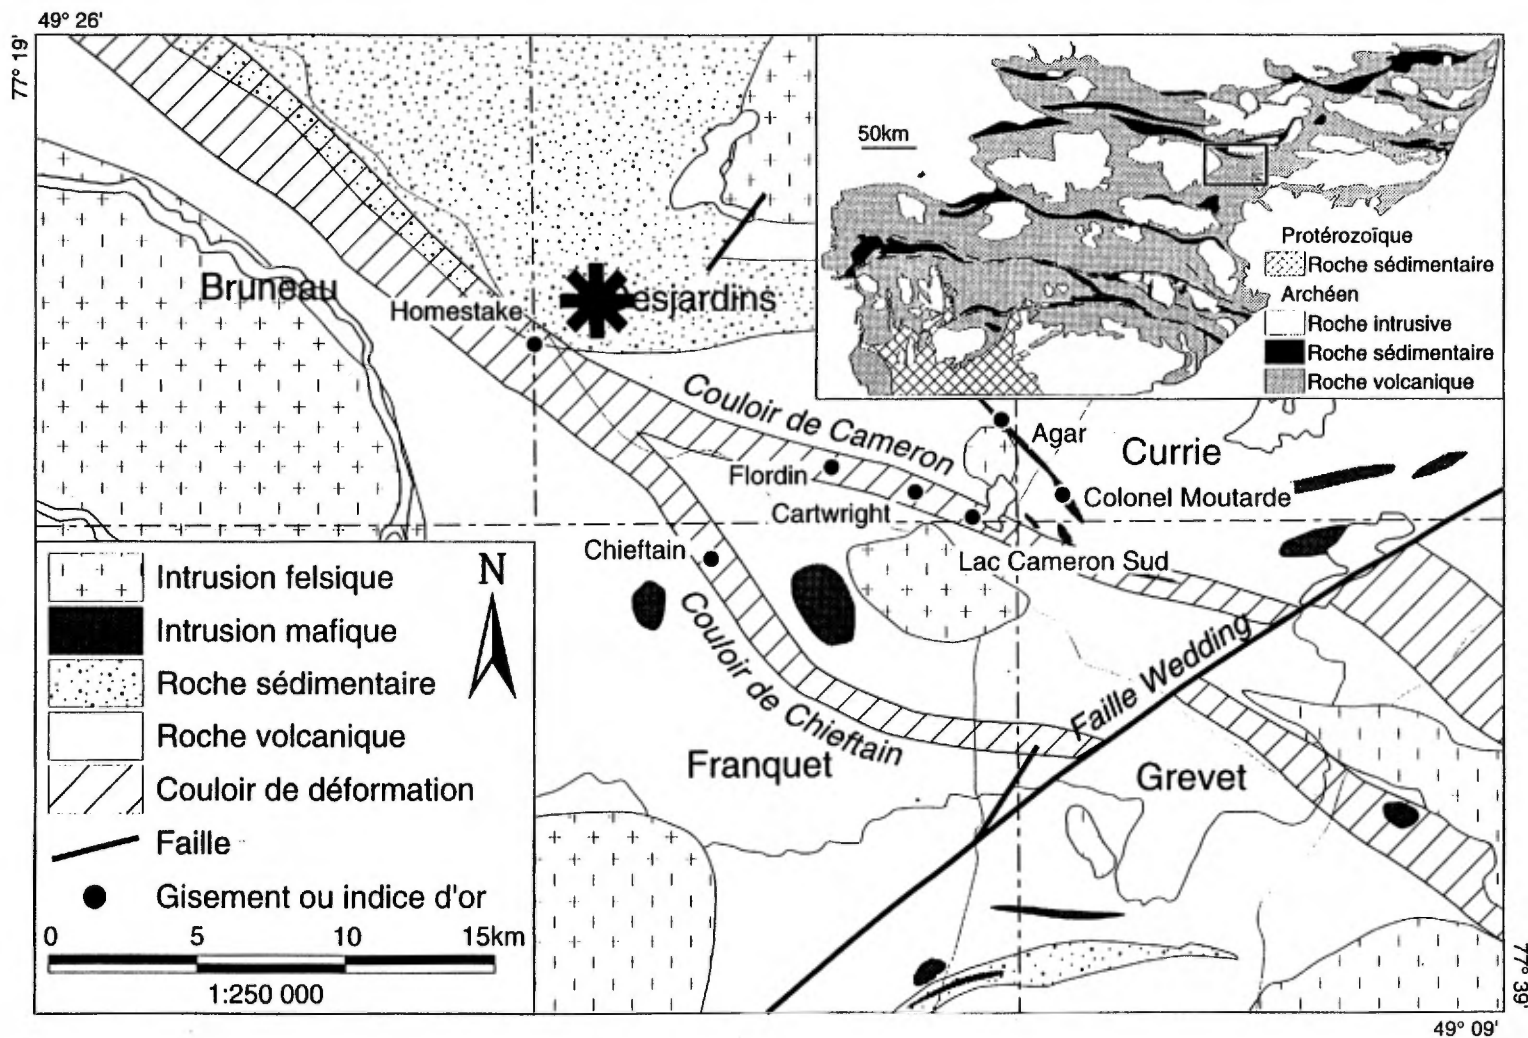 49° 26'
77° 19'
50km
Protérozoïque
Roche sédimentaire
Archéen
Roche intrusive
Roche sédimentaire
Roche volcanique
Bruneau
Homestake
esjardins
Couloir de Cameron
Agar
Currie
Flordin
Colonel Moutarde
Cartwright
Chieftain
Lac Cameron Sud
Couloir de Chieftain
Faille Wedding
Franquet
Grevet
Intrusion felsique
N
Intrusion mafique
Roche sédimentaire
Roche volcanique
Couloir de déformation
Faille
Gisement ou indice d'or
0 5 10 15km
1:250 000
77° 39'
49° 09'